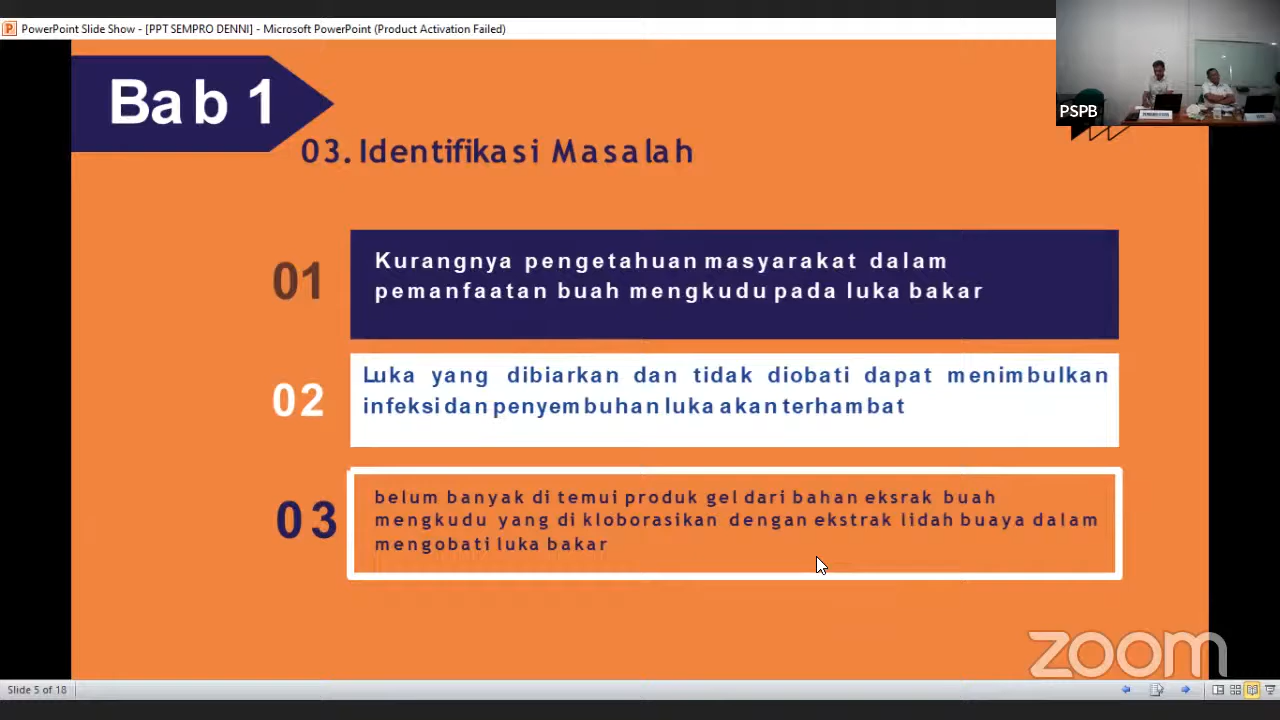 PowerPoint Slide Show - [PPT SEMPRO DENNI] - Microsoft PowerPoint (Product Activation Failed)
PSPB
Bab 1
03. Identifikasi Masalah
01
Kurangnya pengetahuan masyarakat dalam
pemanfaatan buah mengkudu pada luka bakar
02
Luka yang dibiarkan dan tidak diobati dapat menimbulkan
infeksi dan penyembuhan luka akan terhambat
03
belum banyak di temui produk gel dari bahan eksrak buah
mengkudu yang di kloborasikan dengan ekstrak lidah buaya dalam
mengobati luka bakar
zoom
Slide 5 of 18